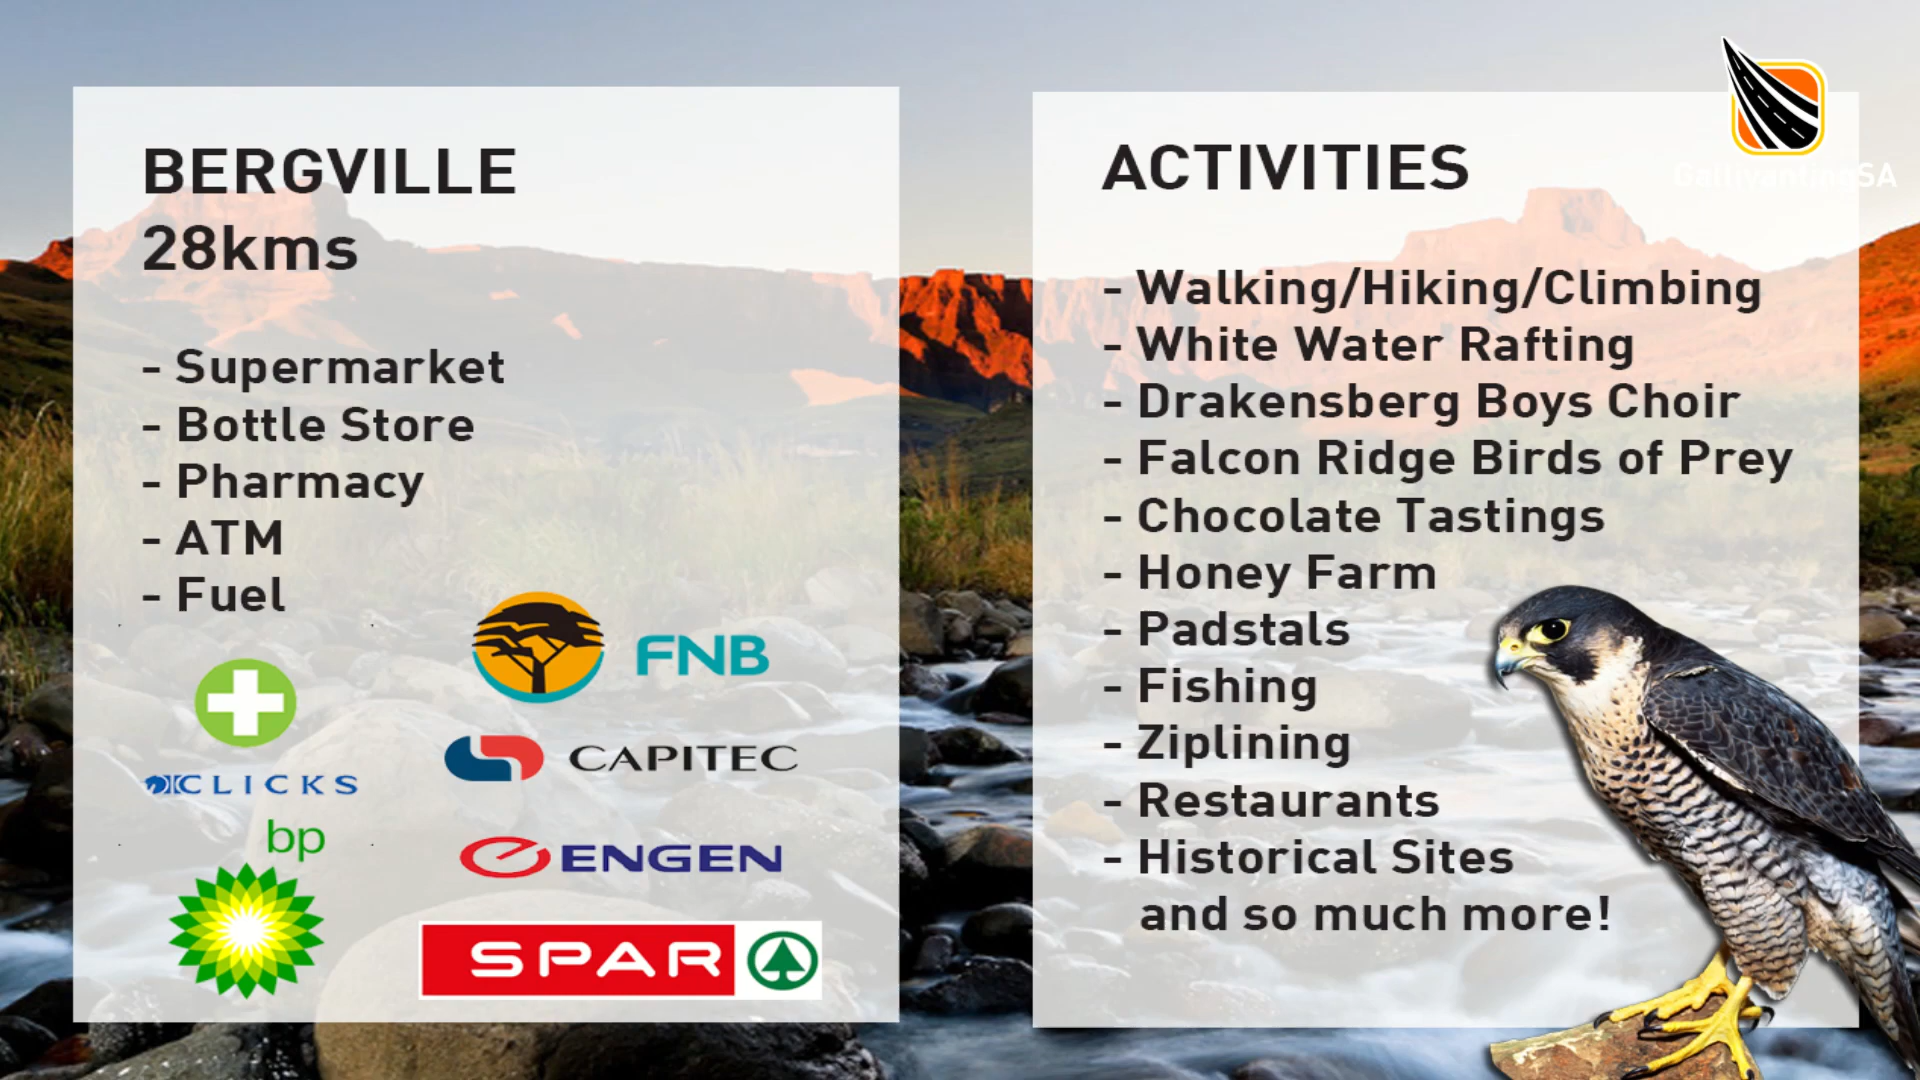 BERGVILLE
28kms
- Supermarket
- Bottle Store
- Pharmacy
- ATM
- Fuel
FNB
CLICKS
CAPITEC
bp
ENGEN
SPAR
GallivantingSA
ACTIVITIES
- Walking/Hiking/Climbing
- White Water Rafting
- Drakensberg Boys Choir
- Falcon Ridge Birds of Prey
- Chocolate Tastings
- Honey Farm
- Padstals
- Fishing
- Ziplining
- Restaurants
- Historical Sites
and so much more!